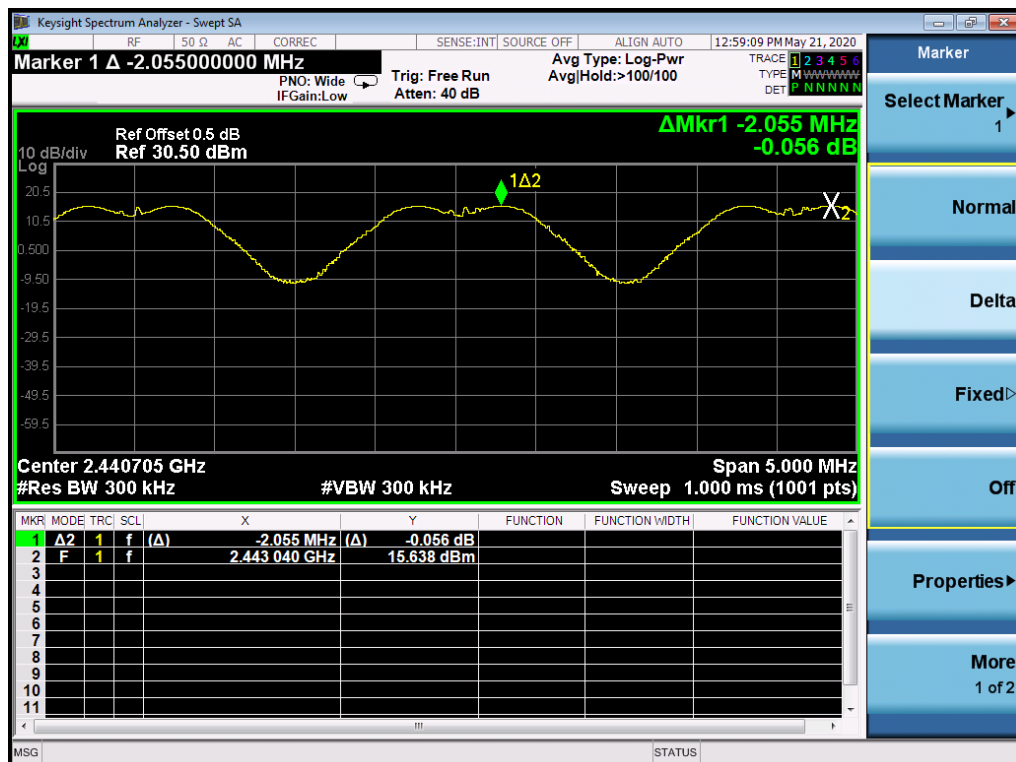 Keysight Spectrum Analyzer - Swept SA
LXI RF 50 Ω AC CORREC SENSE:INT SOURCE OFF ALIGN AUTO 12:59:09 PM May 21, 2020
Marker 1 Δ -2.055000000 MHz
PNO: Wide
IFGain:Low
Trig: Free Run
Atten: 40 dB
Avg Type: Log-Pwr
Avg|Hold:>100/100
TRACE 1 2 3 4 5 6
TYPE M WWWWW
DET P N N N N N
ΔMkr1 -2.055 MHz
-0.056 dB
Ref Offset 0.5 dB
10 dB/div Ref 30.50 dBm
Log
20.5
10.5
0.500
-9.50
-19.5
-29.5
-39.5
-49.5
-59.5
1Δ2
X2
Center 2.440705 GHz Span 5.000 MHz
#Res BW 300 kHz #VBW 300 kHz Sweep 1.000 ms (1001 pts)
MKR MODE TRC SCL X Y FUNCTION FUNCTION WIDTH FUNCTION VALUE
1 Δ2 1 f (Δ) -2.055 MHz (Δ) -0.056 dB
2 F 1 f 2.443 040 GHz 15.638 dBm
3
4
5
6
7
8
9
10
11
MSG STATUS
Marker
Select Marker
1
Normal
Delta
Fixed
Off
Properties
More
1 of 2